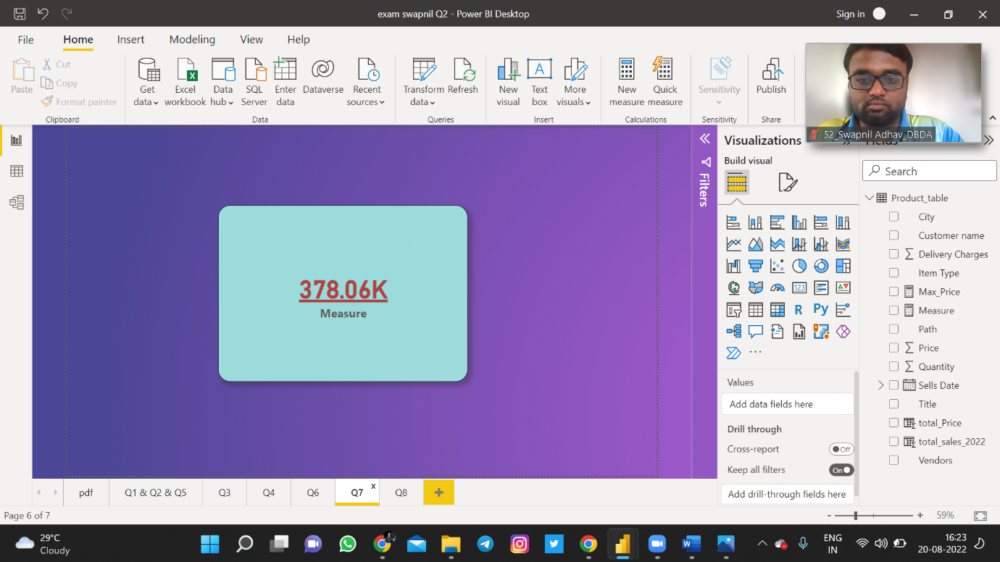 exam swapnil Q2 - Power BI Desktop
Sign in
File Home Insert Modeling View Help
Paste
Cut
Copy
Format painter
Clipboard
Get data
Excel workbook
Data hub
SQL Server
Enter data
Dataverse
Recent sources
Data
Transform data
Refresh
Queries
New visual
Text box
More visuals
Insert
New measure
Quick measure
Calculations
Sensitivity
Sensitivity
Publish
Share
52_Swapnil Adhav_DBDA
378.06K
Measure
Filters
Visualizations
Build visual
123
R
Py
Values
Add data fields here
Drill through
Cross-report
Off
Keep all filters
On
Add drill-through fields here
Fields
Search
Product_table
City
Customer name
Delivery Charges
Item Type
Max_Price
Measure
Path
Price
Quantity
Sells Date
Title
total_Price
total_sales_2022
Vendors
pdf
Q1 & Q2 & Q5
Q3
Q4
Q6
Q7
x
Q8
+
Page 6 of 7
- + 59%
29°C
Cloudy
ENG
IN
16:23
20-08-2022